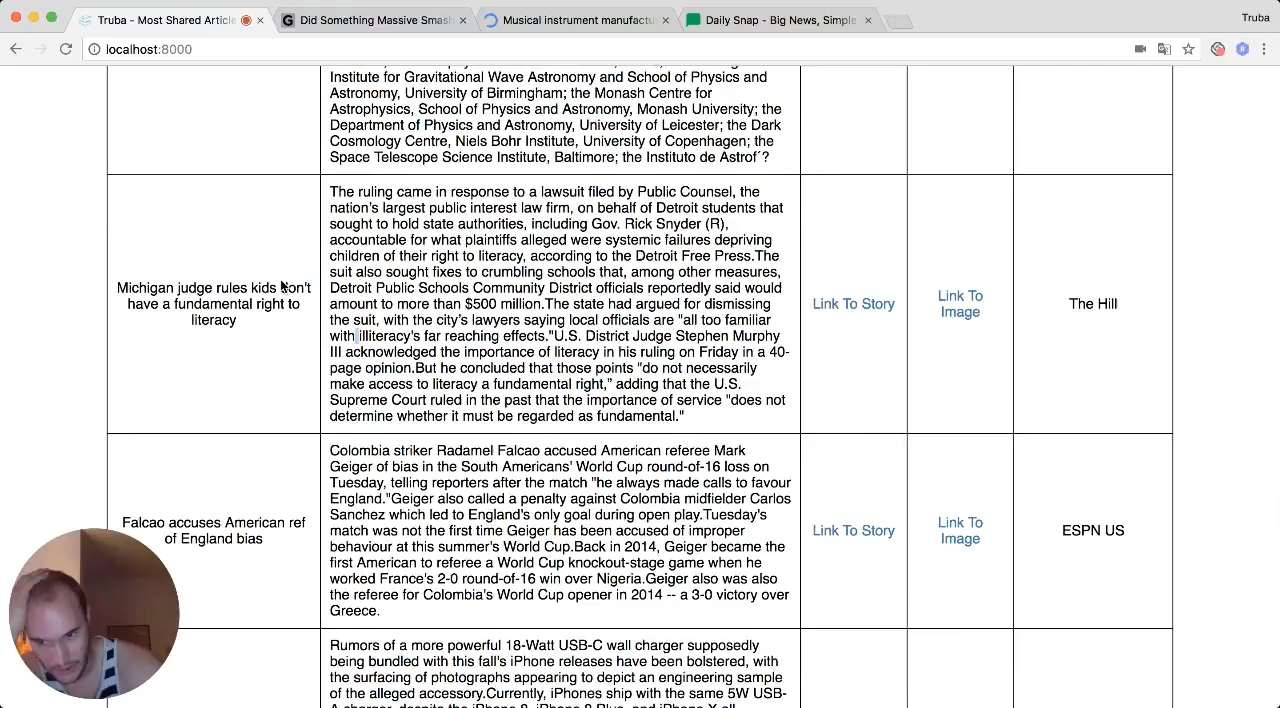 Truba - Most Shared Article
Did Something Massive Smash
Musical instrument manufactu
Daily Snap - Big News, Simple
Truba
localhost:8000
Institute for Gravitational Wave Astronomy and School of Physics and
Astronomy, University of Birmingham; the Monash Centre for
Astrophysics, School of Physics and Astronomy, Monash University; the
Department of Physics and Astronomy, University of Leicester; the Dark
Cosmology Centre, Niels Bohr Institute, University of Copenhagen; the
Space Telescope Science Institute, Baltimore; the Instituto de Astrof´?
Michigan judge rules kids don't
have a fundamental right to
literacy
The ruling came in response to a lawsuit filed by Public Counsel, the
nation's largest public interest law firm, on behalf of Detroit students that
sought to hold state authorities, including Gov. Rick Snyder (R),
accountable for what plaintiffs alleged were systemic failures depriving
children of their right to literacy, according to the Detroit Free Press.The
suit also sought fixes to crumbling schools that, among other measures,
Detroit Public Schools Community District officials reportedly said would
amount to more than $500 million.The state had argued for dismissing
the suit, with the city's lawyers saying local officials are "all too familiar
with illiteracy's far reaching effects."U.S. District Judge Stephen Murphy
III acknowledged the importance of literacy in his ruling on Friday in a 40-
page opinion.But he concluded that those points "do not necessarily
make access to literacy a fundamental right," adding that the U.S.
Supreme Court ruled in the past that the importance of service "does not
determine whether it must be regarded as fundamental."
Link To Story
Link To
Image
The Hill
Falcao accuses American ref
of England bias
Colombia striker Radamel Falcao accused American referee Mark
Geiger of bias in the South Americans' World Cup round-of-16 loss on
Tuesday, telling reporters after the match "he always made calls to favour
England."Geiger also called a penalty against Colombia midfielder Carlos
Sanchez which led to England's only goal during open play.Tuesday's
match was not the first time Geiger has been accused of improper
behaviour at this summer's World Cup.Back in 2014, Geiger became the
first American to referee a World Cup knockout-stage game when he
worked France's 2-0 round-of-16 win over Nigeria.Geiger also was also
the referee for Colombia's World Cup opener in 2014 -- a 3-0 victory over
Greece.
Link To Story
Link To
Image
ESPN US
Rumors of a more powerful 18-Watt USB-C wall charger supposedly
being bundled with this fall's iPhone releases have been bolstered, with
the surfacing of photographs appearing to depict an engineering sample
of the alleged accessory.Currently, iPhones ship with the same 5W USB-